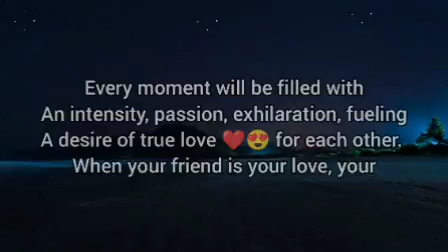 Every moment will be filled with
An intensity, passion, exhilaration, fueling
A desire of true love ❤️😍 for each other.
When your friend is your love, your